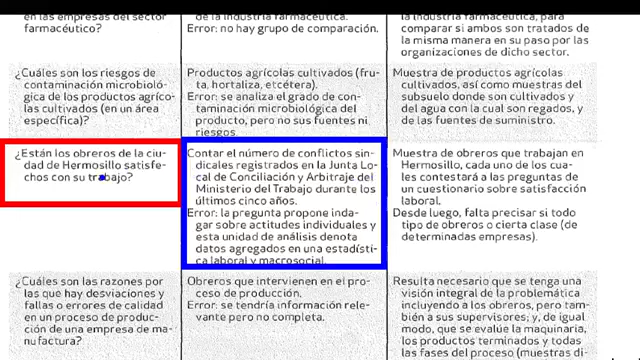 en las empresas del sector
farmacéutico?
de la industria farmacéutica.
Error: no hay grupo de comparación.
la industria farmacéutica, para
comparar si ambos son tratados de
la misma manera en su paso por las
organizaciones de dicho sector.
¿Cuáles son los riesgos de
contaminación microbioló-
gica de los productos agríco-
las cultivados (en un área
específica)?
Productos agrícolas cultivados (fru-
ta, hortaliza, etcétera).
Error: se analiza el grado de con-
taminación microbiológica del
producto, pero no sus fuentes ni
riesgos.
Muestra de productos agrícolas
cultivados, así como muestras del
subsuelo donde son cultivados y
del agua con la cual son regados, y
de las fuentes de suministro.
¿Están los obreros de la ciu-
dad de Hermosillo satisfe-
chos con su trabajo?
Contar el número de conflictos sin-
dicales registrados en la Junta Lo-
cal de Conciliación y Arbitraje del
Ministerio del Trabajo durante los
últimos cinco años.
Error: la pregunta propone inda-
gar sobre actitudes individuales y
esta unidad de análisis denota
datos agregados en una estadísti-
ca laboral y macrosocial.
Muestra de obreros que trabajan en
Hermosillo, cada uno de los cua-
les contestará a las preguntas de
un cuestionario sobre satisfacción
laboral.
Desde luego, falta precisar si todo
tipo de obreros o cierta clase (de
determinadas empresas).
¿Cuáles son las razones por
las que hay desviaciones y
fallas o errores de calidad
en un proceso de produc-
ción de una empresa de ma-
nufactura?
Obreros que intervienen en el pro-
ceso de producción.
Error: se tendría información rele-
vante pero no completa.
Resulta necesario que se tenga una
visión integral de la problemática
incluyendo a los obreros, pero tam-
bién a sus supervisores; y, de igual
modo, que se evalúe la maquinaria,
los productos terminados y todas
las fases del proceso (muestras di-